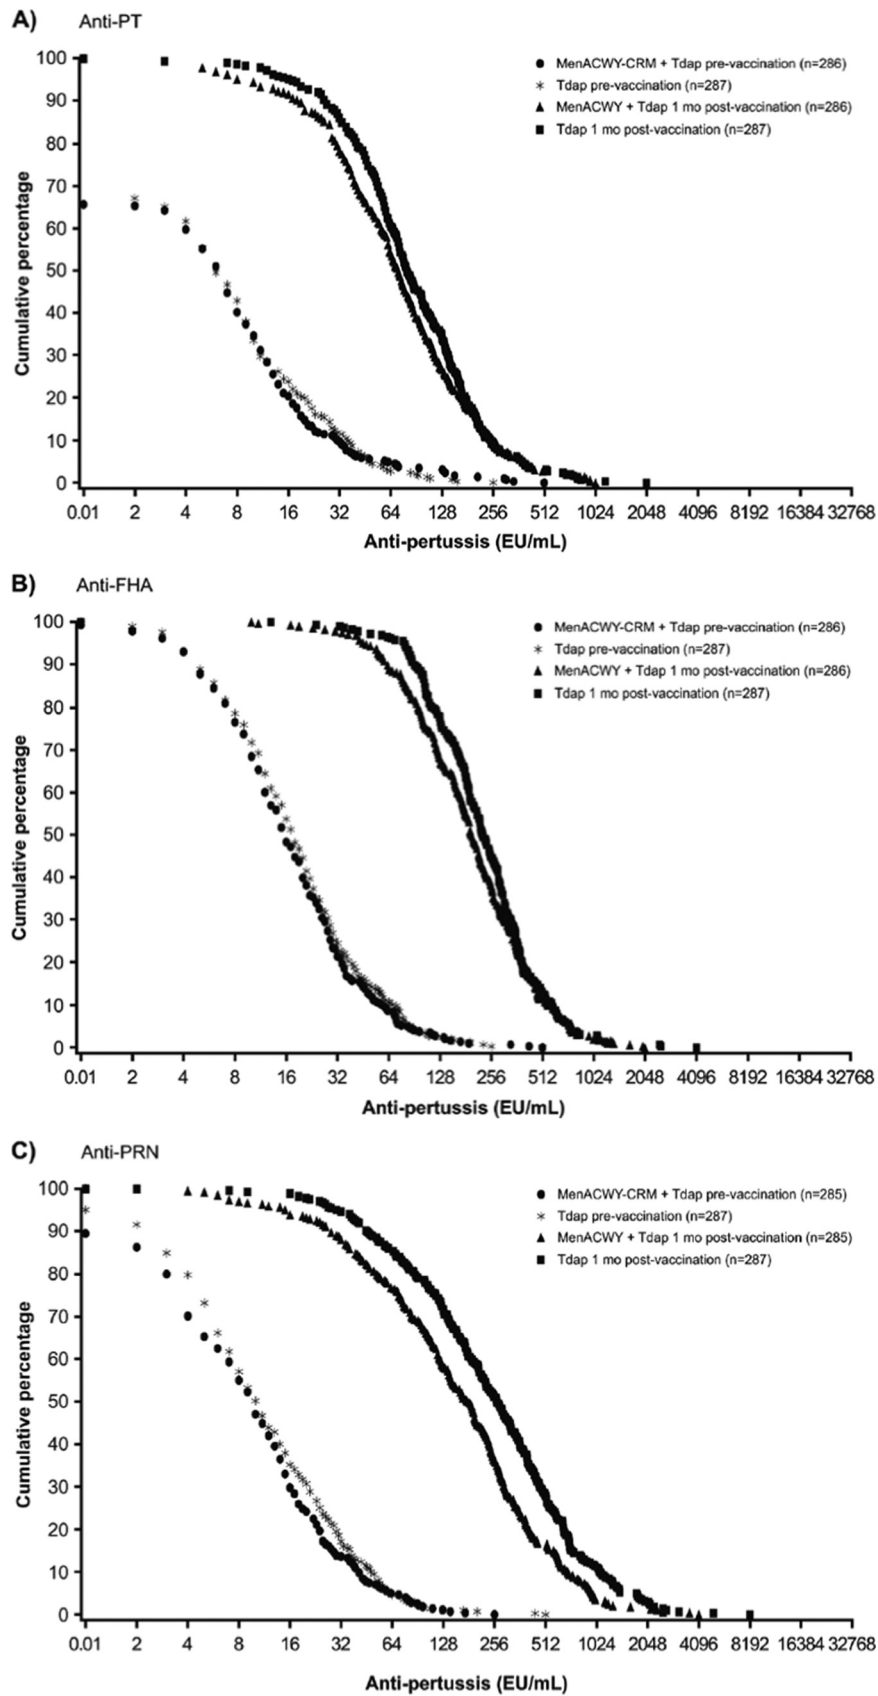 A) Anti-PT
100
90
80
70
60
50
40
30
20
10
0
Cumulative percentage
MenACWY-CRM + Tdap pre-vaccination (n=286)
Tdap pre-vaccination (n=287)
MenACWY + Tdap 1 mo post-vaccination (n=286)
Tdap 1 mo post-vaccination (n=287)
0.01 2 4 8 16 32 64 128 256 512 1024 2048 4096 8192 16384 32768
Anti-pertussis (EU/mL)
B) Anti-FHA
100
90
80
70
60
50
40
30
20
10
0
Cumulative percentage
MenACWY-CRM + Tdap pre-vaccination (n=286)
Tdap pre-vaccination (n=287)
MenACWY + Tdap 1 mo post-vaccination (n=286)
Tdap 1 mo post-vaccination (n=287)
0.01 2 4 8 16 32 64 128 256 512 1024 2048 4096 8192 16384 32768
Anti-pertussis (EU/mL)
C) Anti-PRN
100
90
80
70
60
50
40
30
20
10
0
Cumulative percentage
MenACWY-CRM + Tdap pre-vaccination (n=285)
Tdap pre-vaccination (n=287)
MenACWY + Tdap 1 mo post-vaccination (n=285)
Tdap 1 mo post-vaccination (n=287)
0.01 2 4 8 16 32 64 128 256 512 1024 2048 4096 8192 16384 32768
Anti-pertussis (EU/mL)